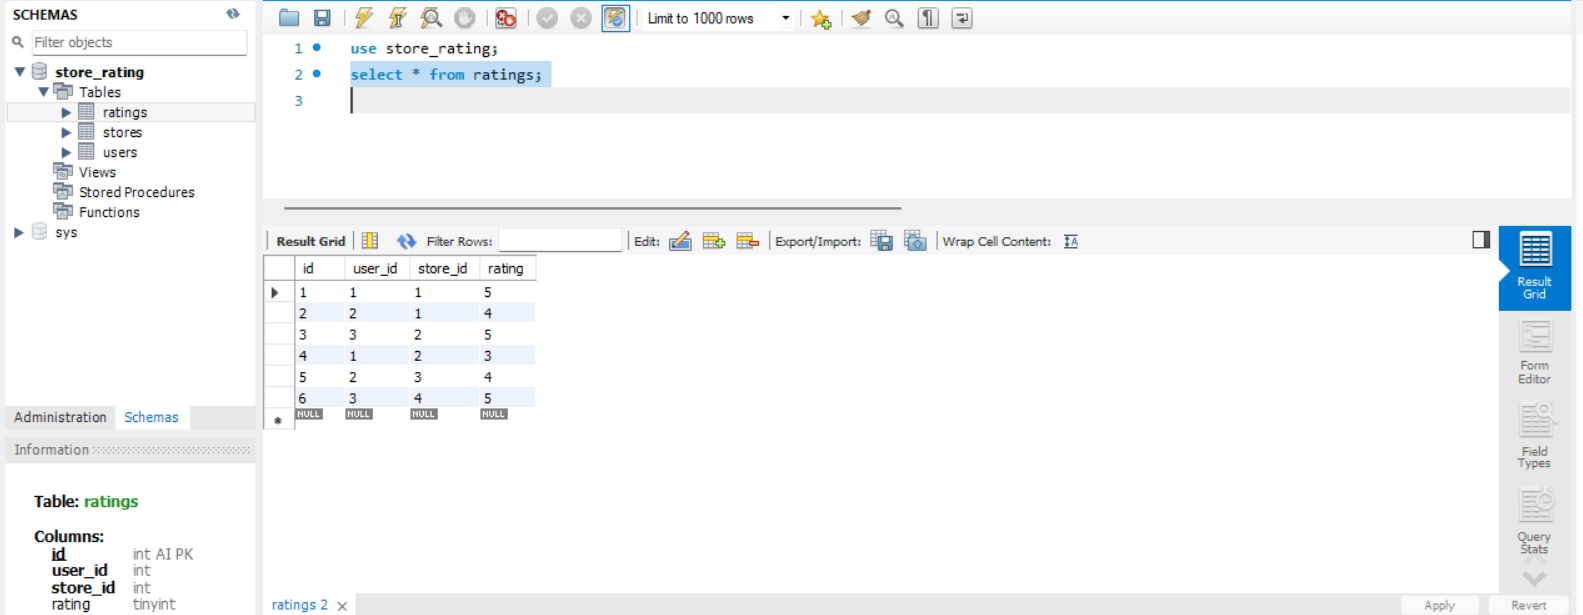 SCHEMAS
Filter objects
store_rating
Tables
ratings
stores
users
Views
Stored Procedures
Functions
sys
Administration Schemas
Information
Table: ratings
Columns:
id int AI PK
user_id int
store_id int
rating tinyint
Limit to 1000 rows
1 use store_rating;
2 select * from ratings;
3
Result Grid Filter Rows: Edit: Export/Import: Wrap Cell Content:
id user_id store_id rating
1 1 1 5
2 2 1 4
3 3 2 5
4 1 2 3
5 2 3 4
6 3 4 5
NULL NULL NULL NULL
Result
Grid
Form
Editor
Field
Types
Query
Stats
ratings 2
Apply Revert